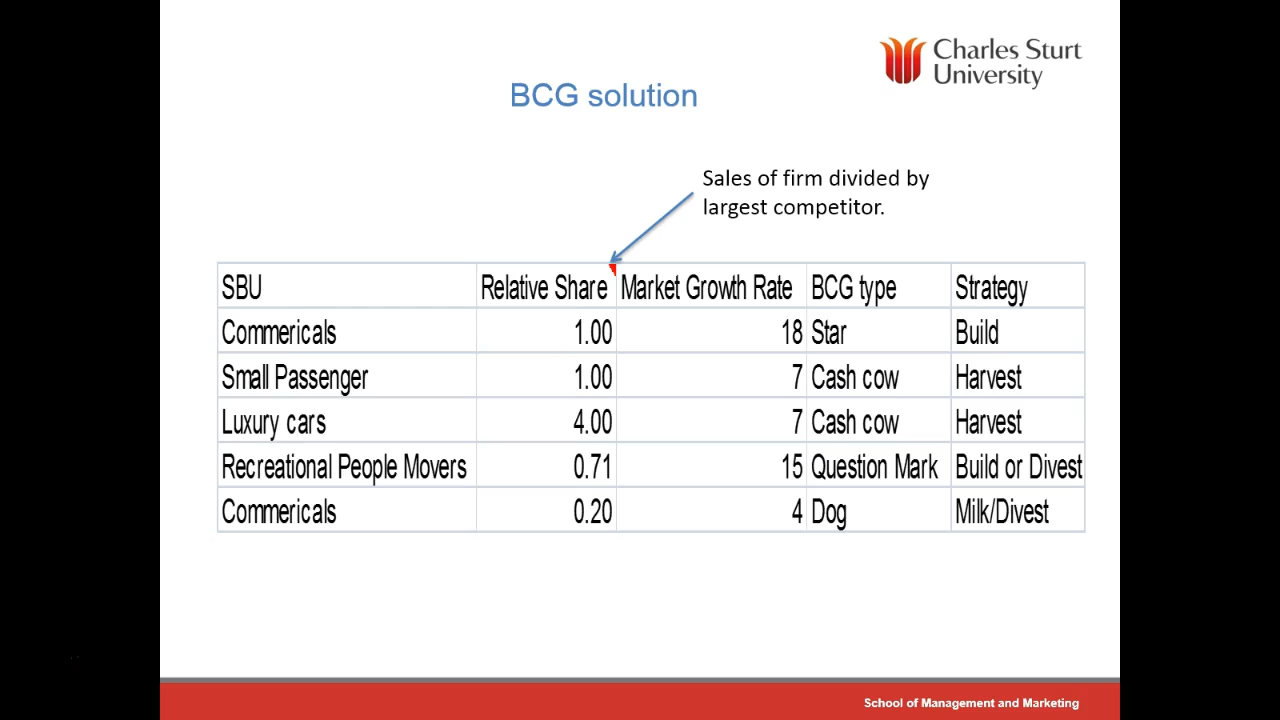 Charles Sturt
University
BCG solution
Sales of firm divided by
largest competitor.
SBU Relative Share Market Growth Rate BCG type Strategy
Commericals 1.00 18 Star Build
Small Passenger 1.00 7 Cash cow Harvest
Luxury cars 4.00 7 Cash cow Harvest
Recreational People Movers 0.71 15 Question Mark Build or Divest
Commericals 0.20 4 Dog Milk/Divest
School of Management and Marketing